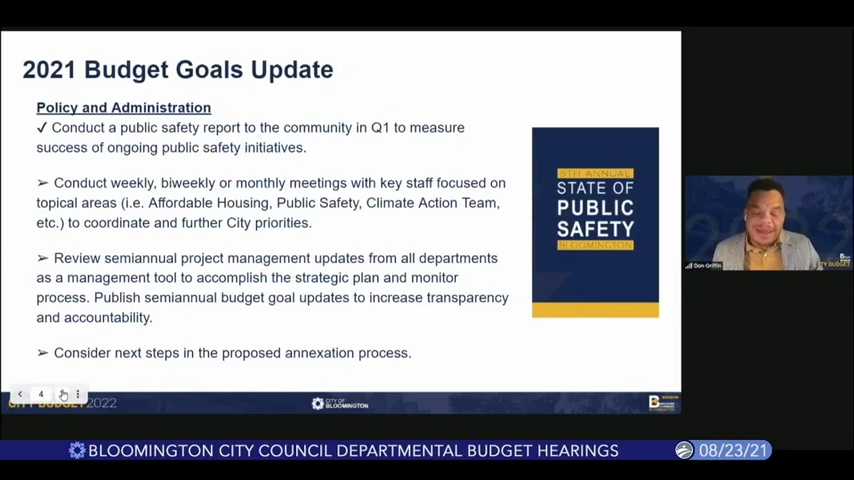 2021 Budget Goals Update
Policy and Administration
✓ Conduct a public safety report to the community in Q1 to measure
success of ongoing public safety initiatives.
➢ Conduct weekly, biweekly or monthly meetings with key staff focused on
topical areas (i.e. Affordable Housing, Public Safety, Climate Action Team,
etc.) to coordinate and further City priorities.
➢ Review semiannual project management updates from all departments
as a management tool to accomplish the strategic plan and monitor
process. Publish semiannual budget goal updates to increase transparency
and accountability.
➢ Consider next steps in the proposed annexation process.
5TH ANNUAL
STATE OF
PUBLIC
SAFETY
BLOOMINGTON
Don Griffin
TY BUDGET
4
CITY BUDGET 2022
CITY OF
BLOOMINGTON
BLOOMINGTON CITY COUNCIL DEPARTMENTAL BUDGET HEARINGS
08/23/21